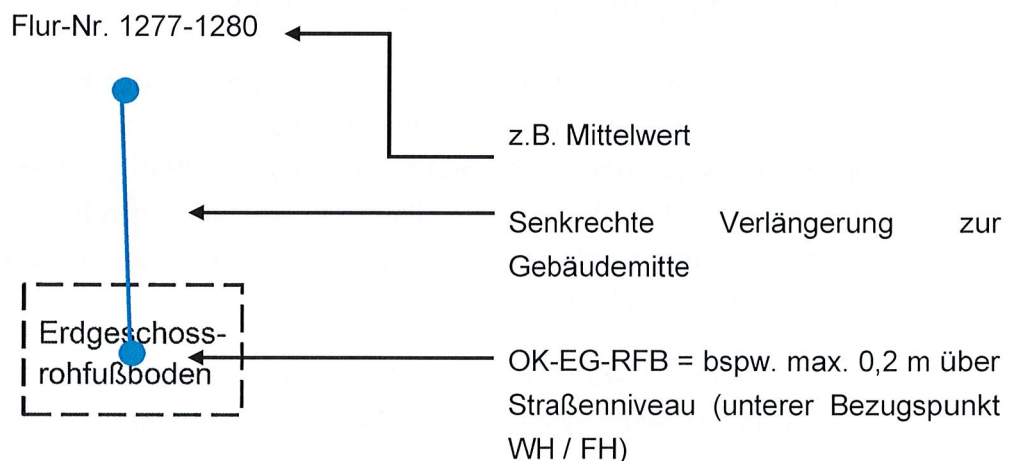 Flur-Nr. 1277-1280
z.B. Mittelwert
Senkrechte Verlängerung zur
Gebäudemitte
Erdgeschoss-
rohfußboden
OK-EG-RFB = bspw. max. 0,2 m über
Straßenniveau (unterer Bezugspunkt
WH / FH)